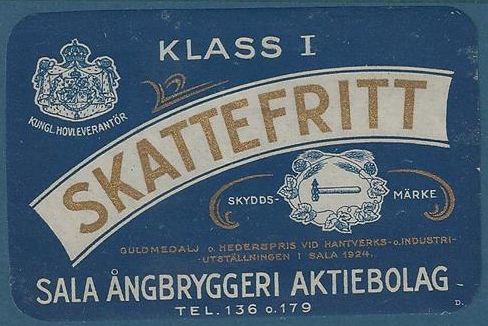 KLASS I
KUNGL. HOVLEVERANTÖR
SKATTEFRITT
SKYDDS- MÄRKE
GULDMEDALJ o. HEDERSPRIS VID HANTVERKS- o. INDUSTRI-
-UTSTÄLLNINGEN I SALA 1924.
SALA ÅNGBRYGGERI AKTIEBOLAG
TEL. 136 o. 179
D.